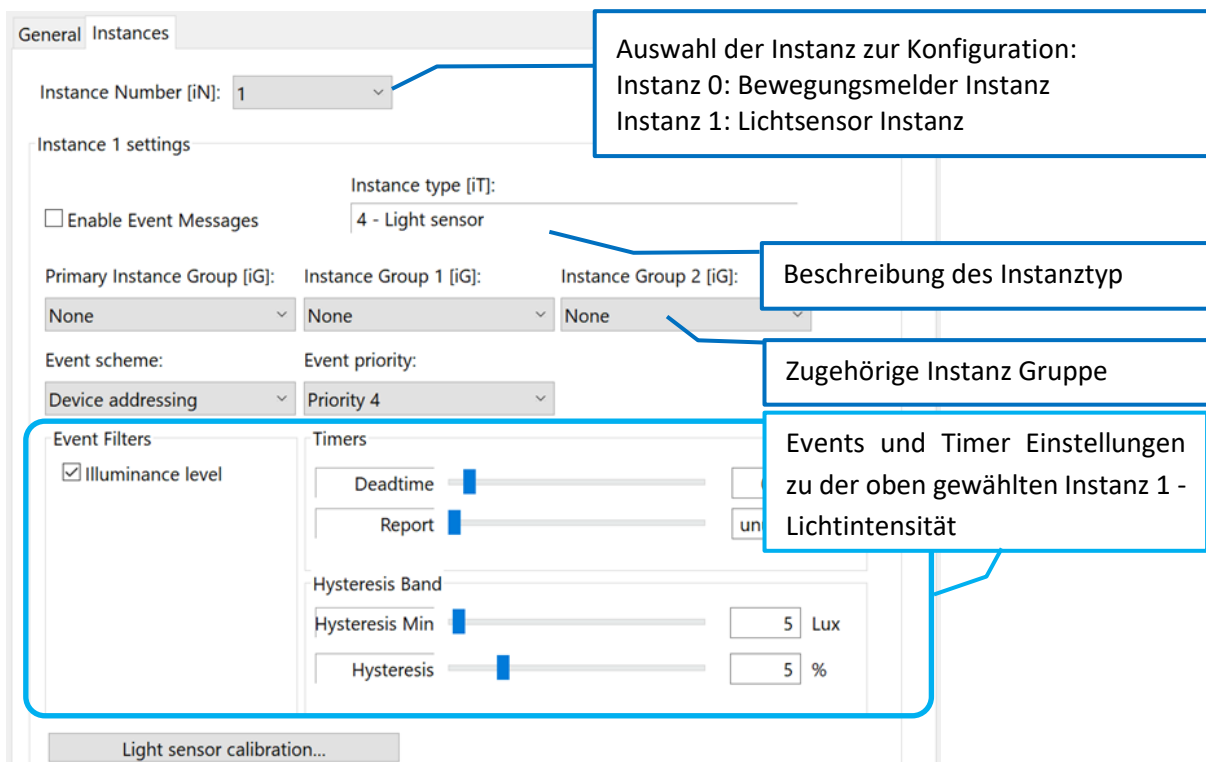 General Instances
Auswahl der Instanz zur Konfiguration:
Instanz 0: Bewegungsmelder Instanz
Instanz 1: Lichtsensor Instanz
Instance Number [iN]: 1
Instance 1 settings
Instance type [iT]:
Enable Event Messages
4 - Light sensor
Beschreibung des Instanztyp
Primary Instance Group [iG]: Instance Group 1 [iG]: Instance Group 2 [iG]:
None None None
Zugehörige Instanz Gruppe
Event scheme: Event priority:
Device addressing Priority 4
Events und Timer Einstellungen
zu der oben gewählten Instanz 1 -
Lichtintensität
Event Filters
Illuminance level
Timers
Deadtime
Report
Hysteresis Band
Hysteresis Min 5 Lux
Hysteresis 5 %
Light sensor calibration...